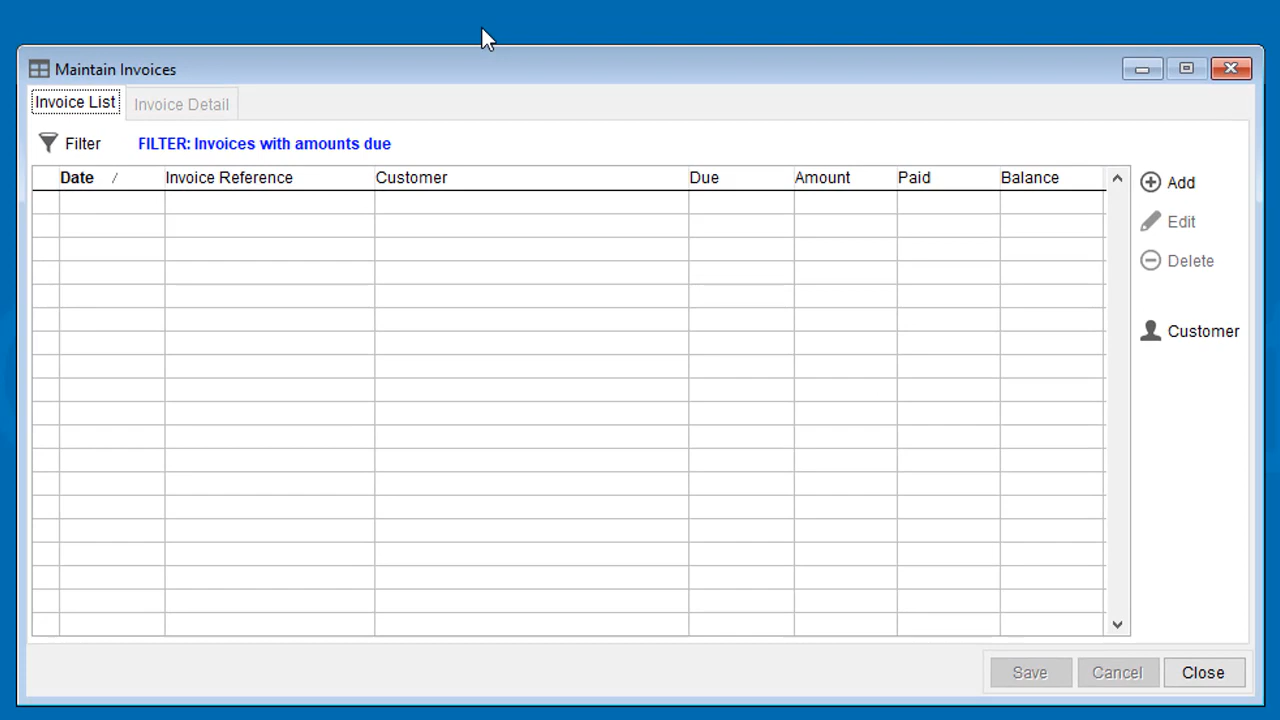 Maintain Invoices
Invoice List Invoice Detail
Filter FILTER: Invoices with amounts due
Date / Invoice Reference Customer Due Amount Paid Balance
Add
Edit
Delete
Customer
Save Cancel Close